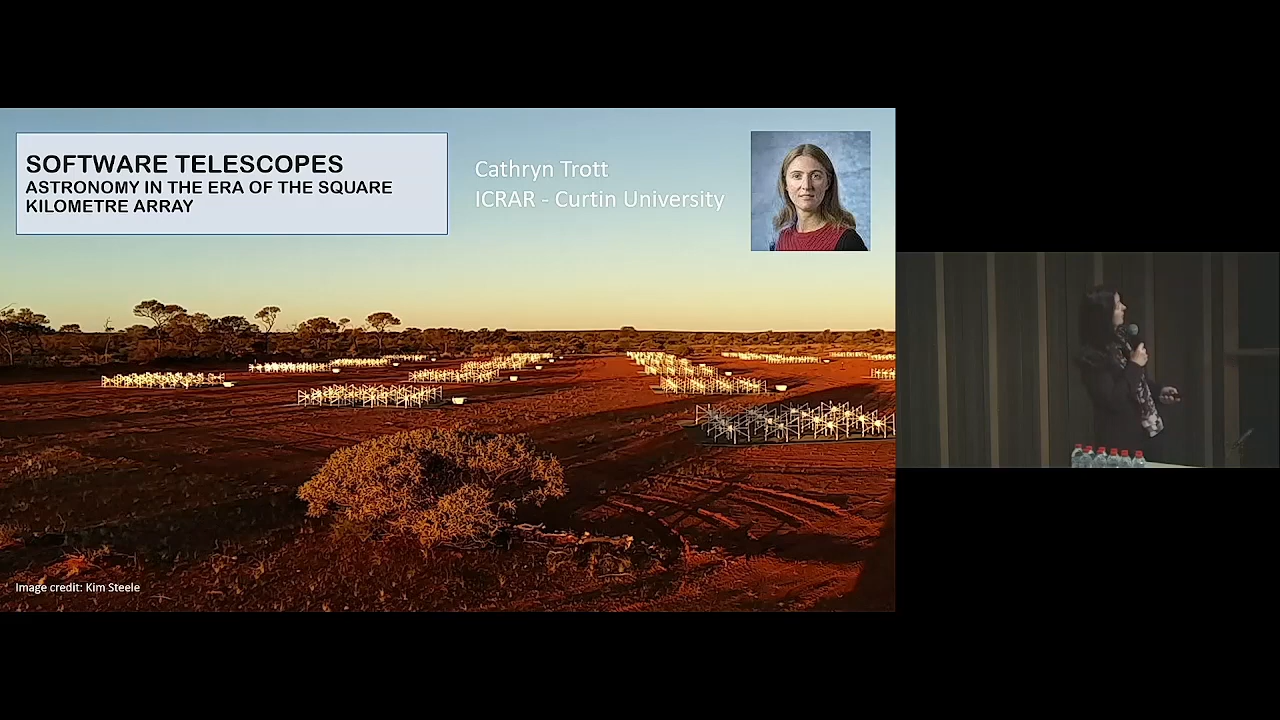 SOFTWARE TELESCOPES
ASTRONOMY IN THE ERA OF THE SQUARE
KILOMETRE ARRAY
Cathryn Trott
ICRAR - Curtin University
Image credit: Kim Steele